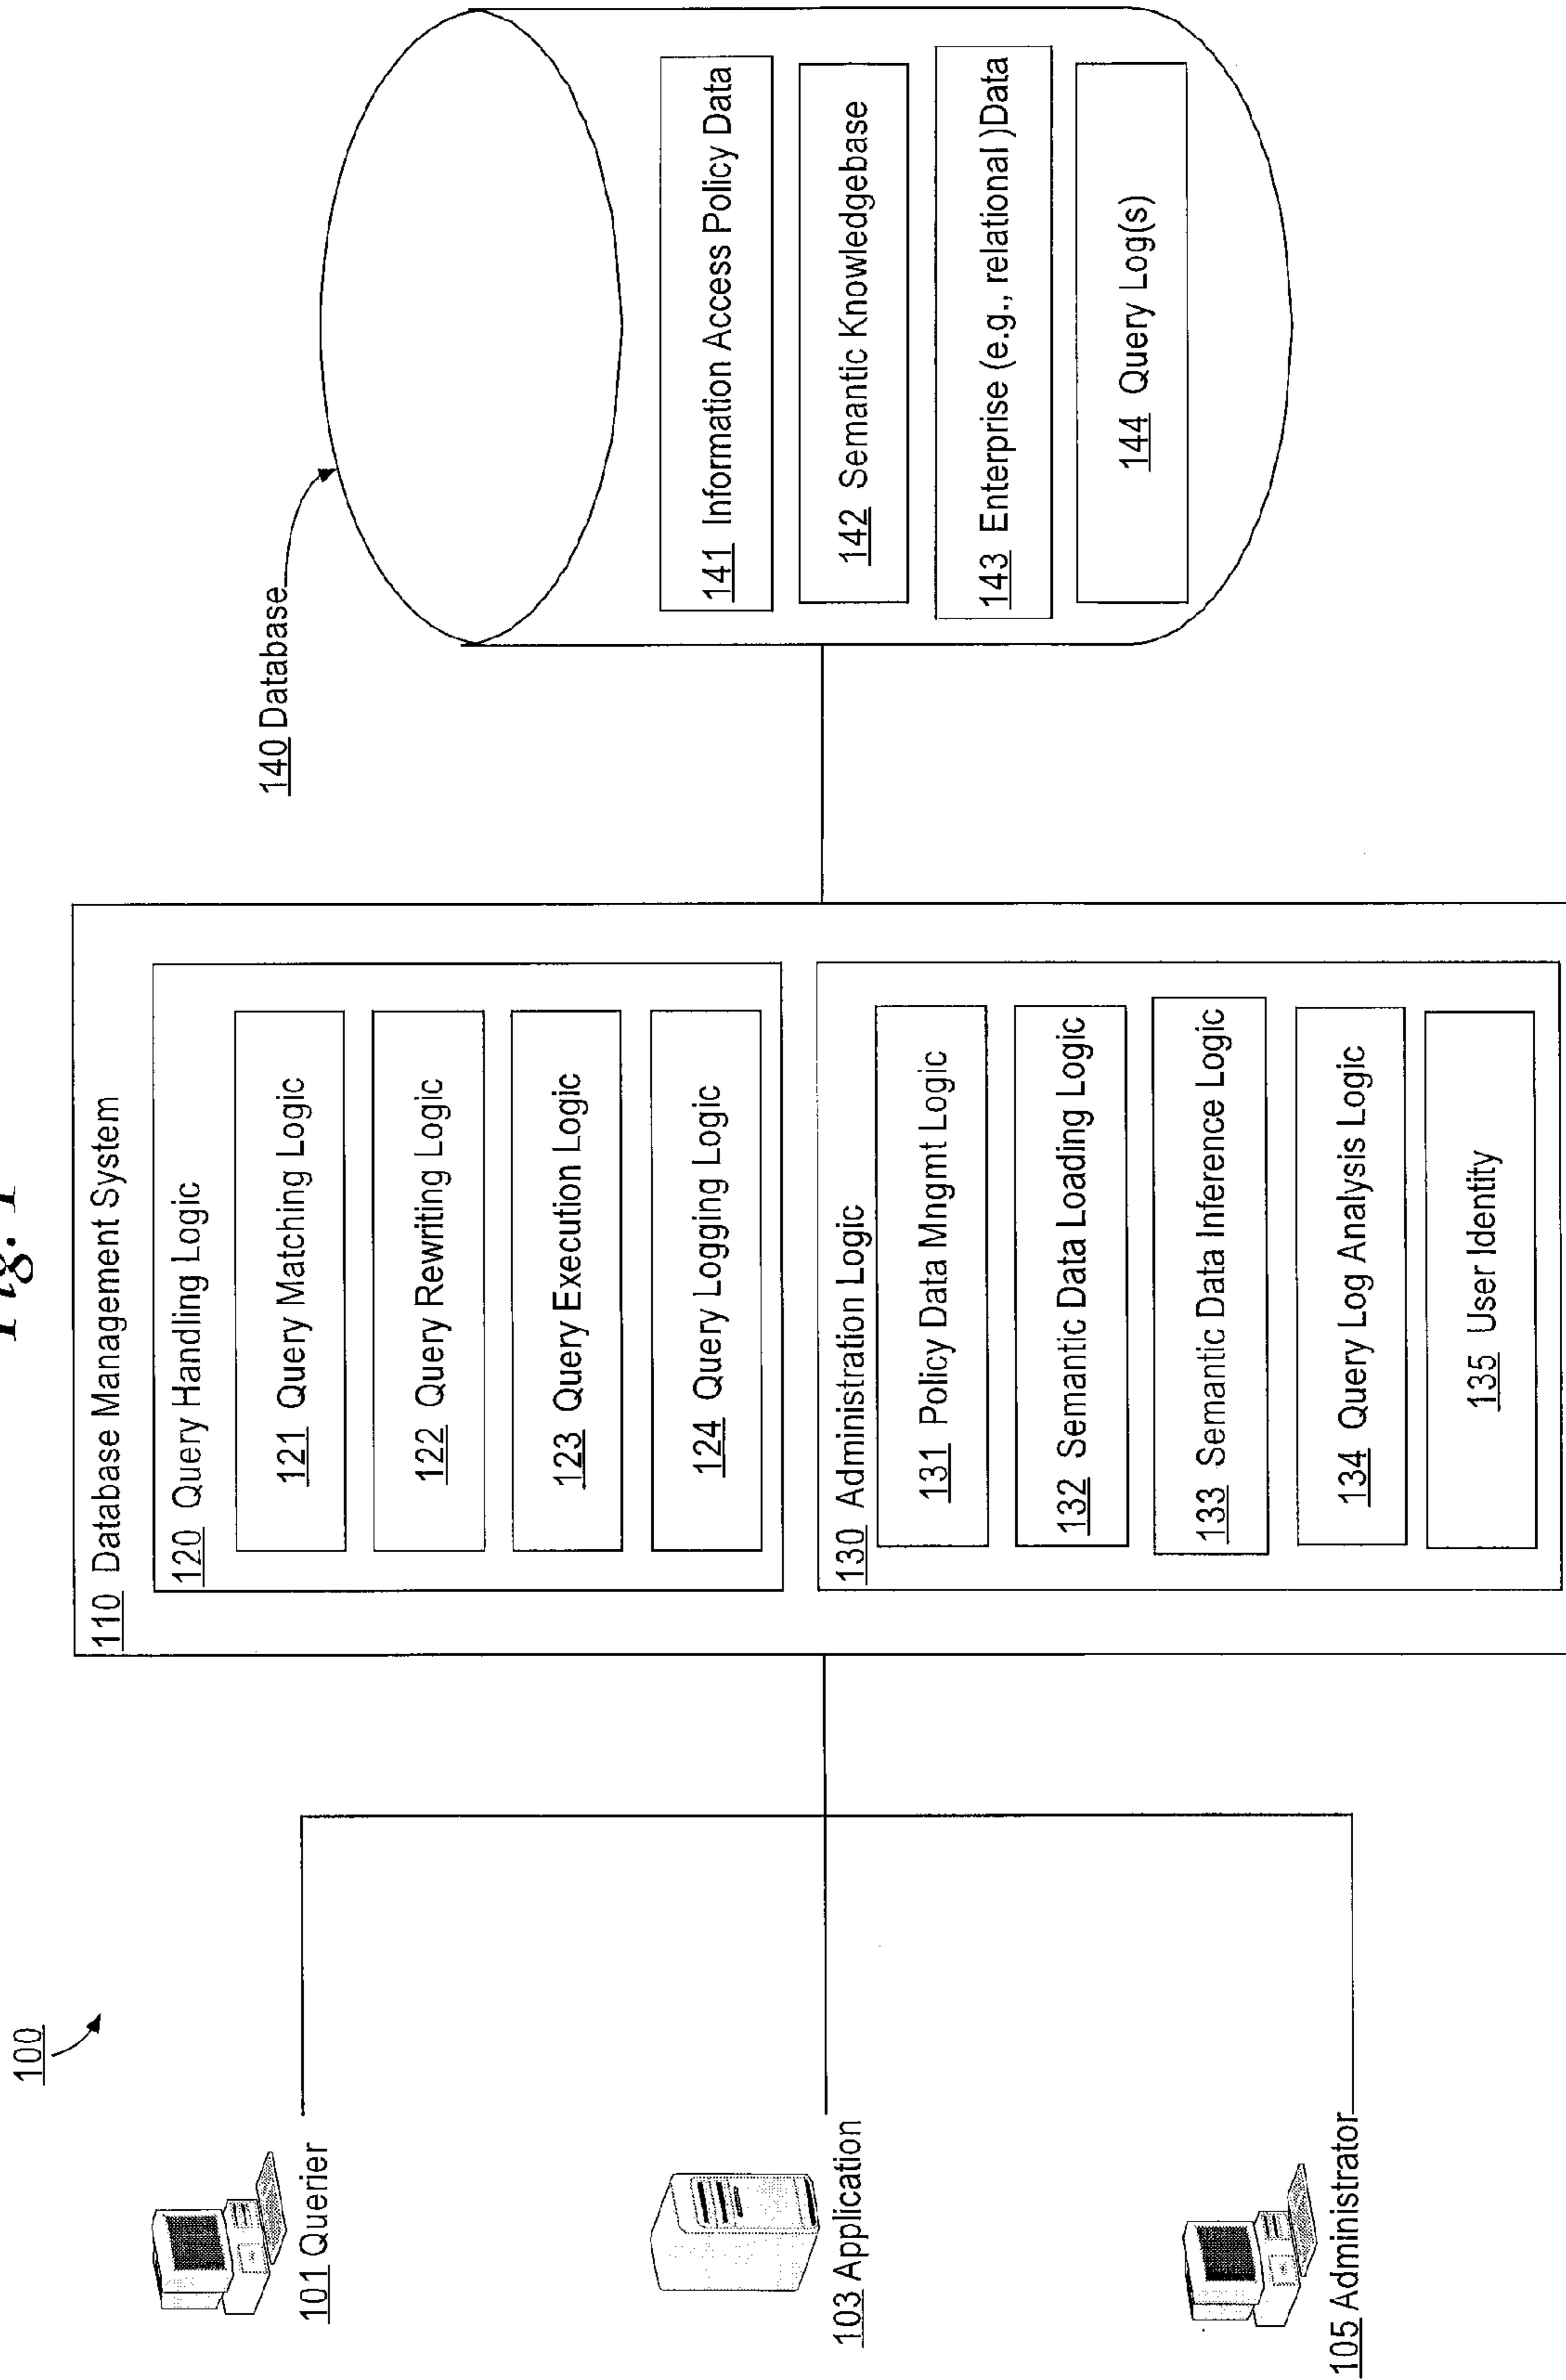 Fig. 1
100
101 Querier
103 Application
105 Administrator
110 Database Management System
120 Query Handling Logic
121 Query Matching Logic
122 Query Rewriting Logic
123 Query Execution Logic
124 Query Logging Logic
130 Administration Logic
131 Policy Data Mngmt Logic
132 Semantic Data Loading Logic
133 Semantic Data Inference Logic
134 Query Log Analysis Logic
135 User Identity
140 Database
141 Information Access Policy Data
142 Semantic Knowledgebase
143 Enterprise (e.g., relational )Data
144 Query Log(s)